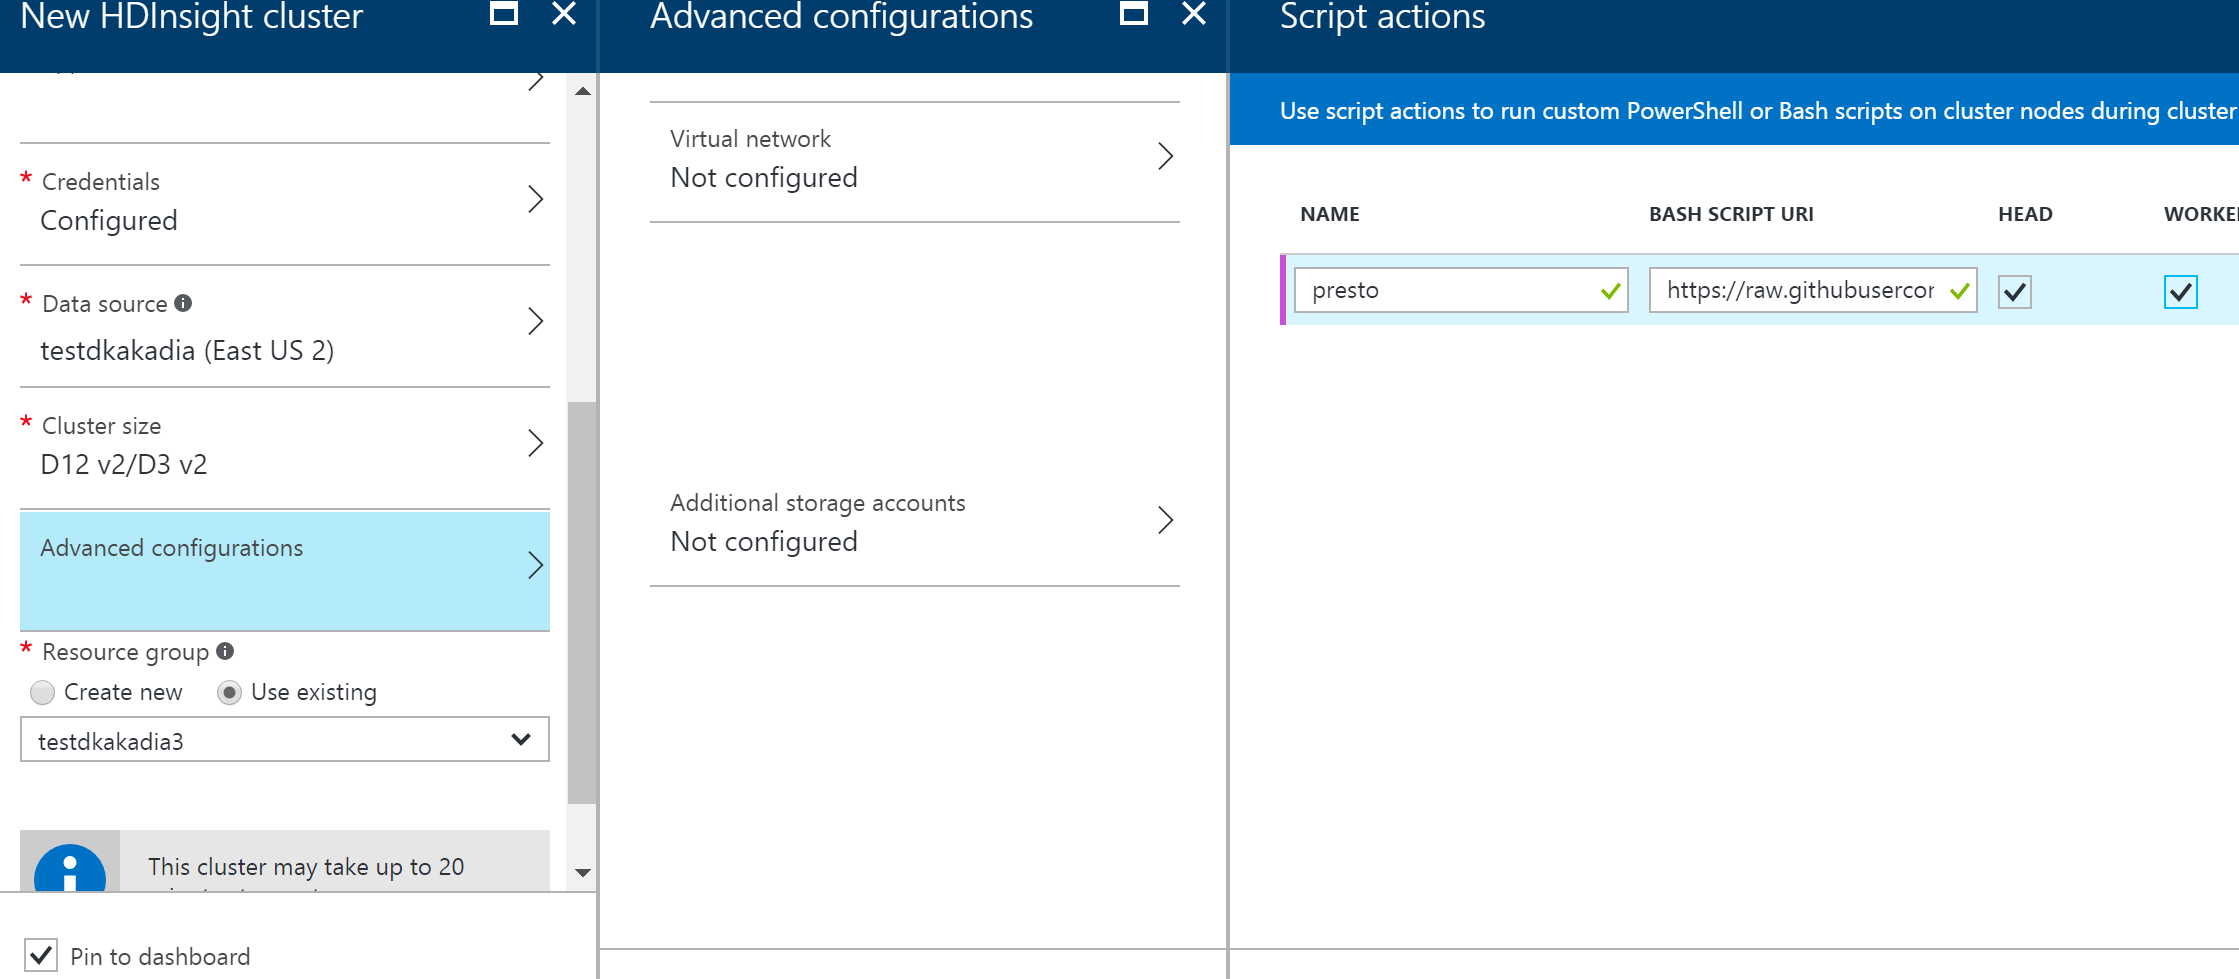 New HDInsight cluster
Credentials
Configured
Data source
testdkakadia (East US 2)
Cluster size
D12 v2/D3 v2
Advanced configurations
Resource group
Create new
Use existing
testdkakadia3
This cluster may take up to 20
Pin to dashboard
Advanced configurations
Virtual network
Not configured
Additional storage accounts
Not configured
Script actions
Use script actions to run custom PowerShell or Bash scripts on cluster nodes during cluster
NAME BASH SCRIPT URI HEAD WORKE
presto https://raw.githubusercor